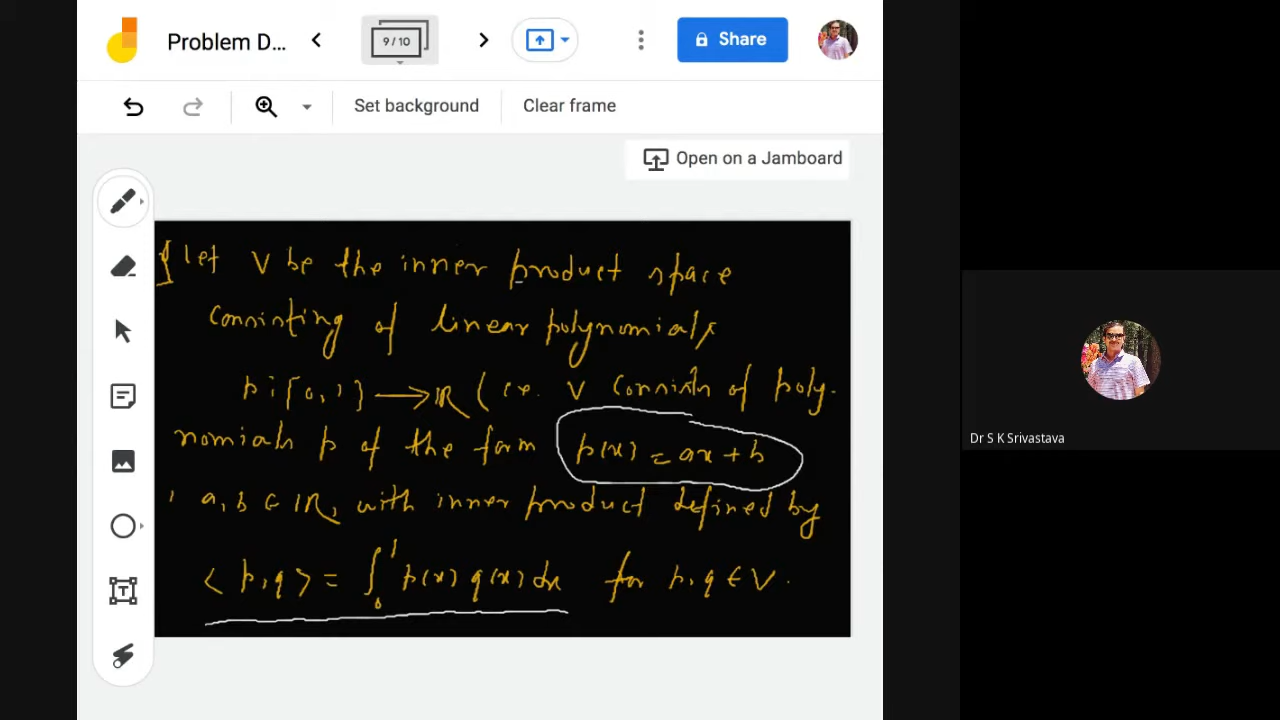 Problem D...
9/10
Share
Set background
Clear frame
Open on a Jamboard
Let V be the inner product space
consisting of linear polynomials
p:[0,1] → ℝ (i.e. V consists of poly-
nomials p of the form p(x) = ax + b
, a, b ∈ ℝ, with inner product defined by
⟨p,q⟩ = ∫₀¹ p(x) q(x) dx for p, q ∈ V.
Dr S K Srivastava